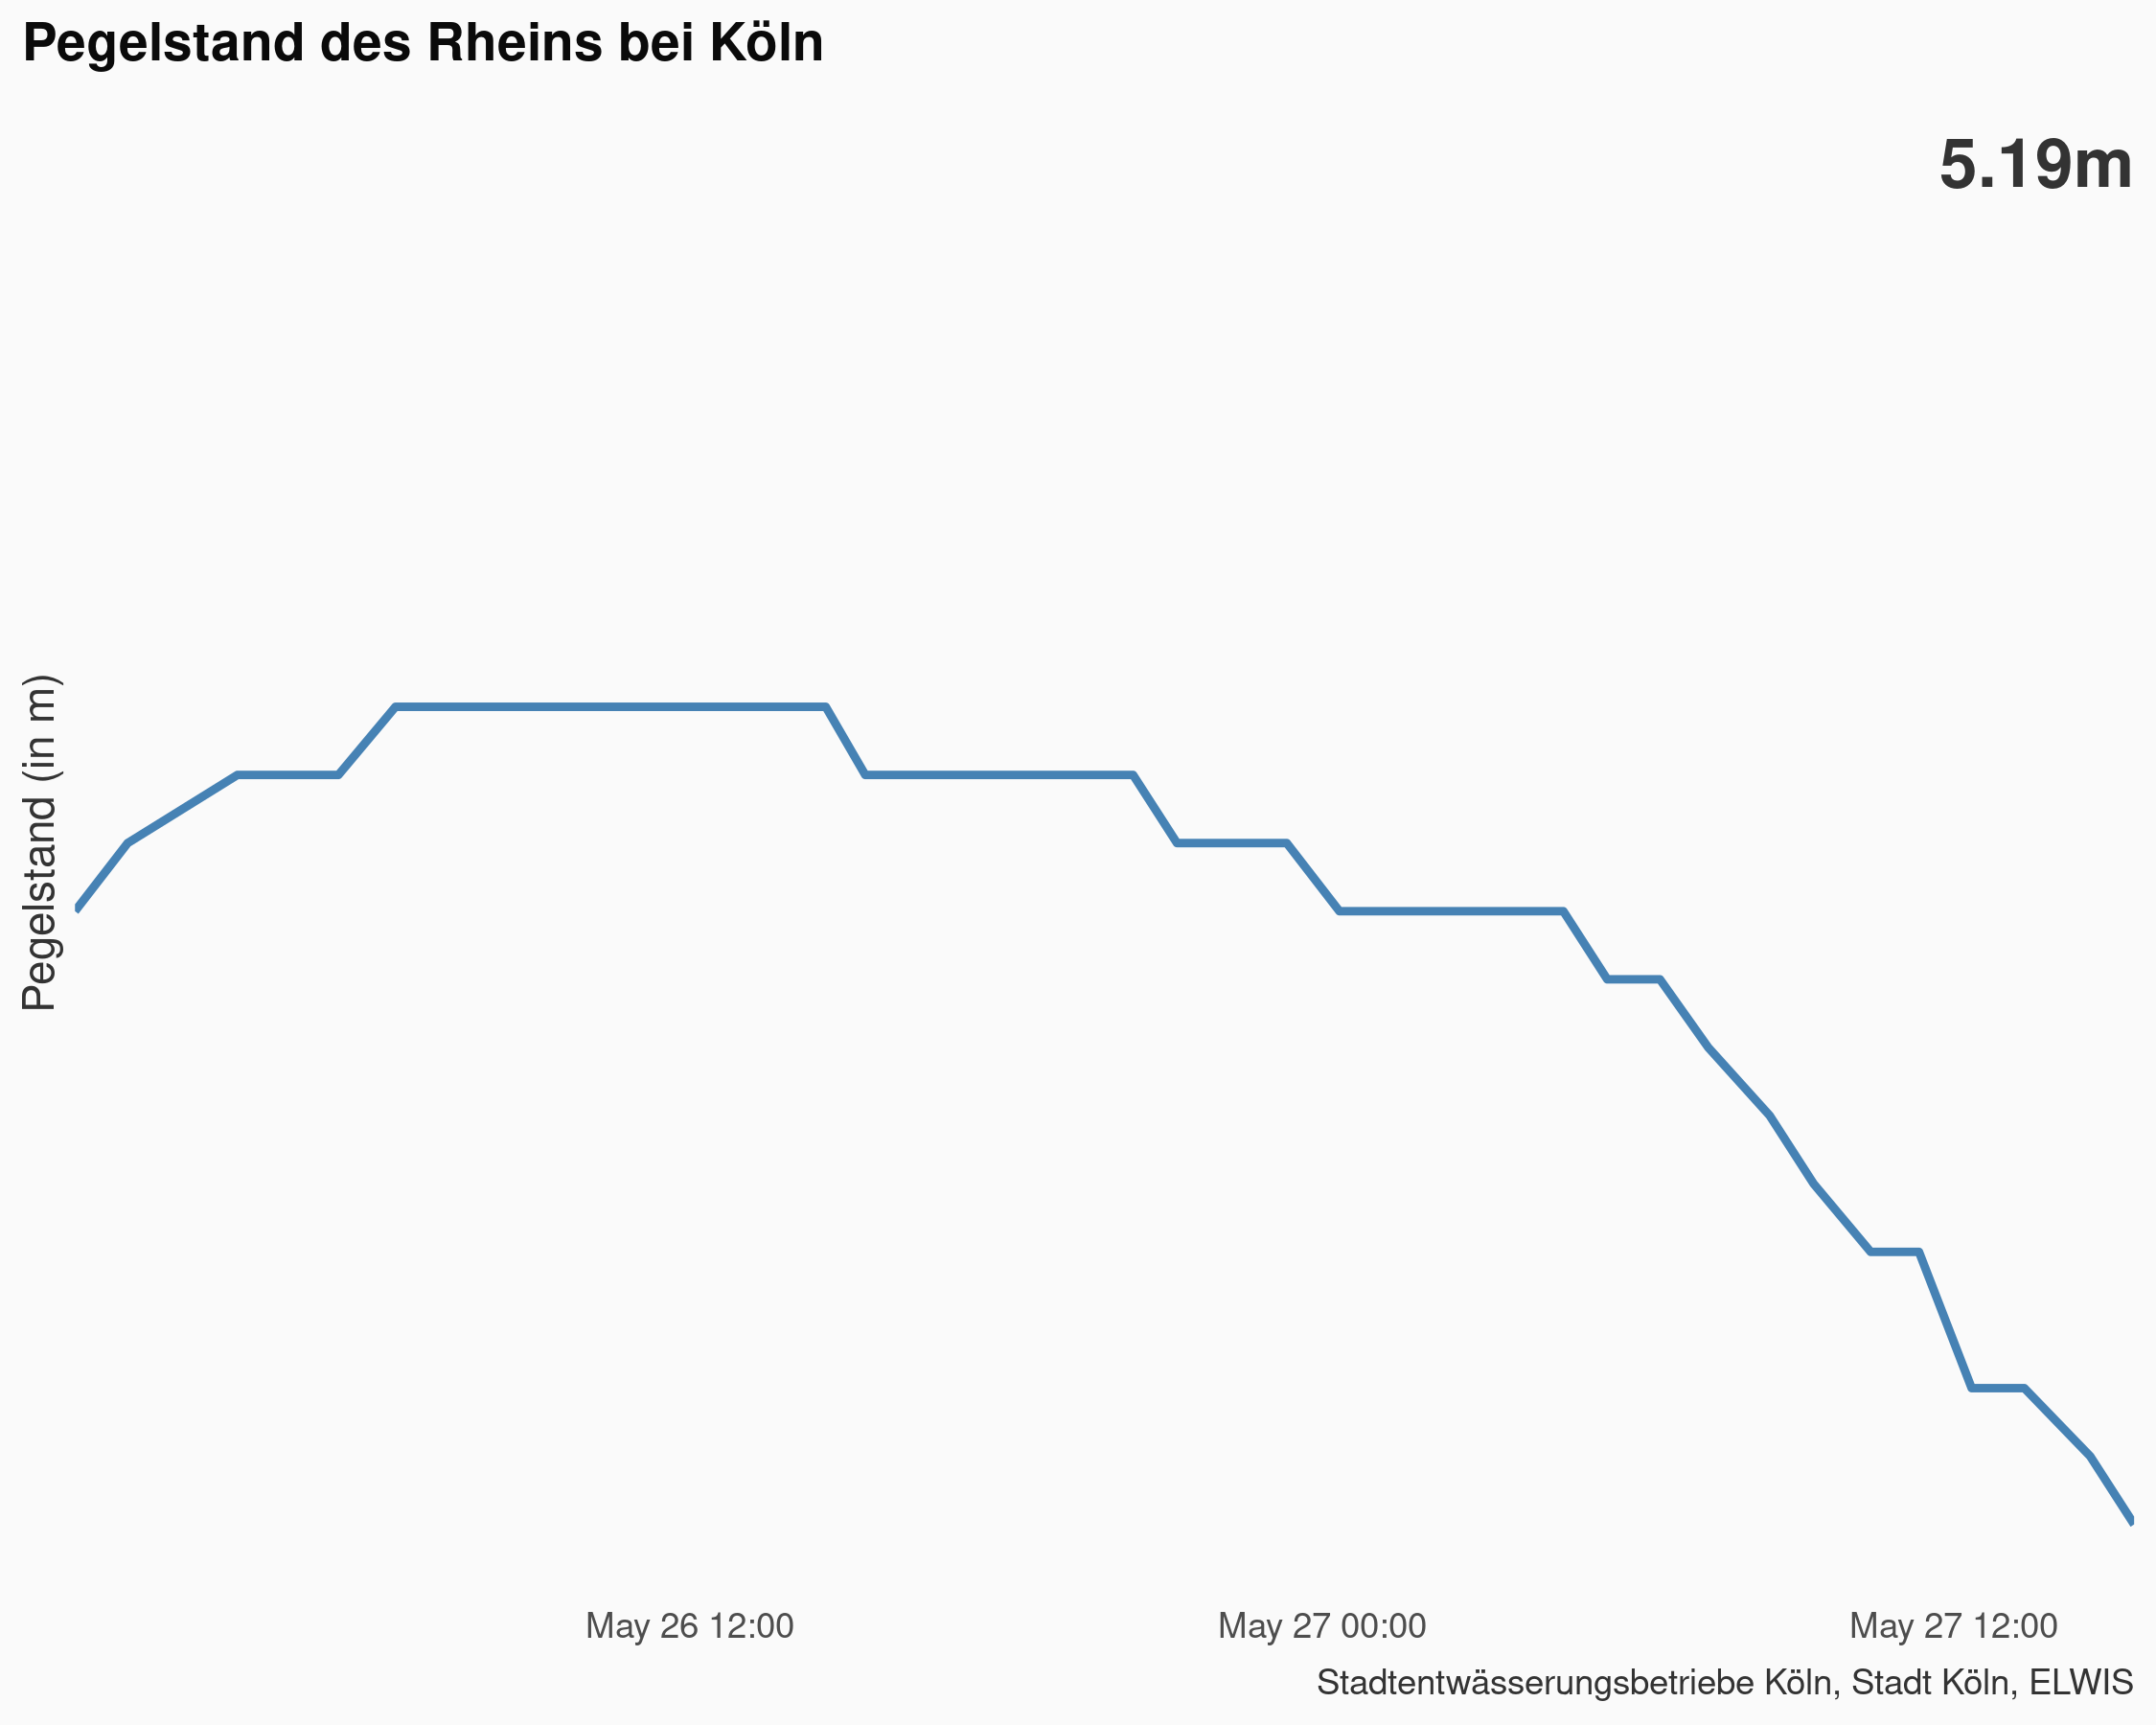 Pegelstand des Rheins bei Köln
5.19m
Pegelstand (in m)
May 26 12:00
May 27 00:00
May 27 12:00
Stadtentwässerungsbetriebe Köln, Stadt Köln, ELWIS